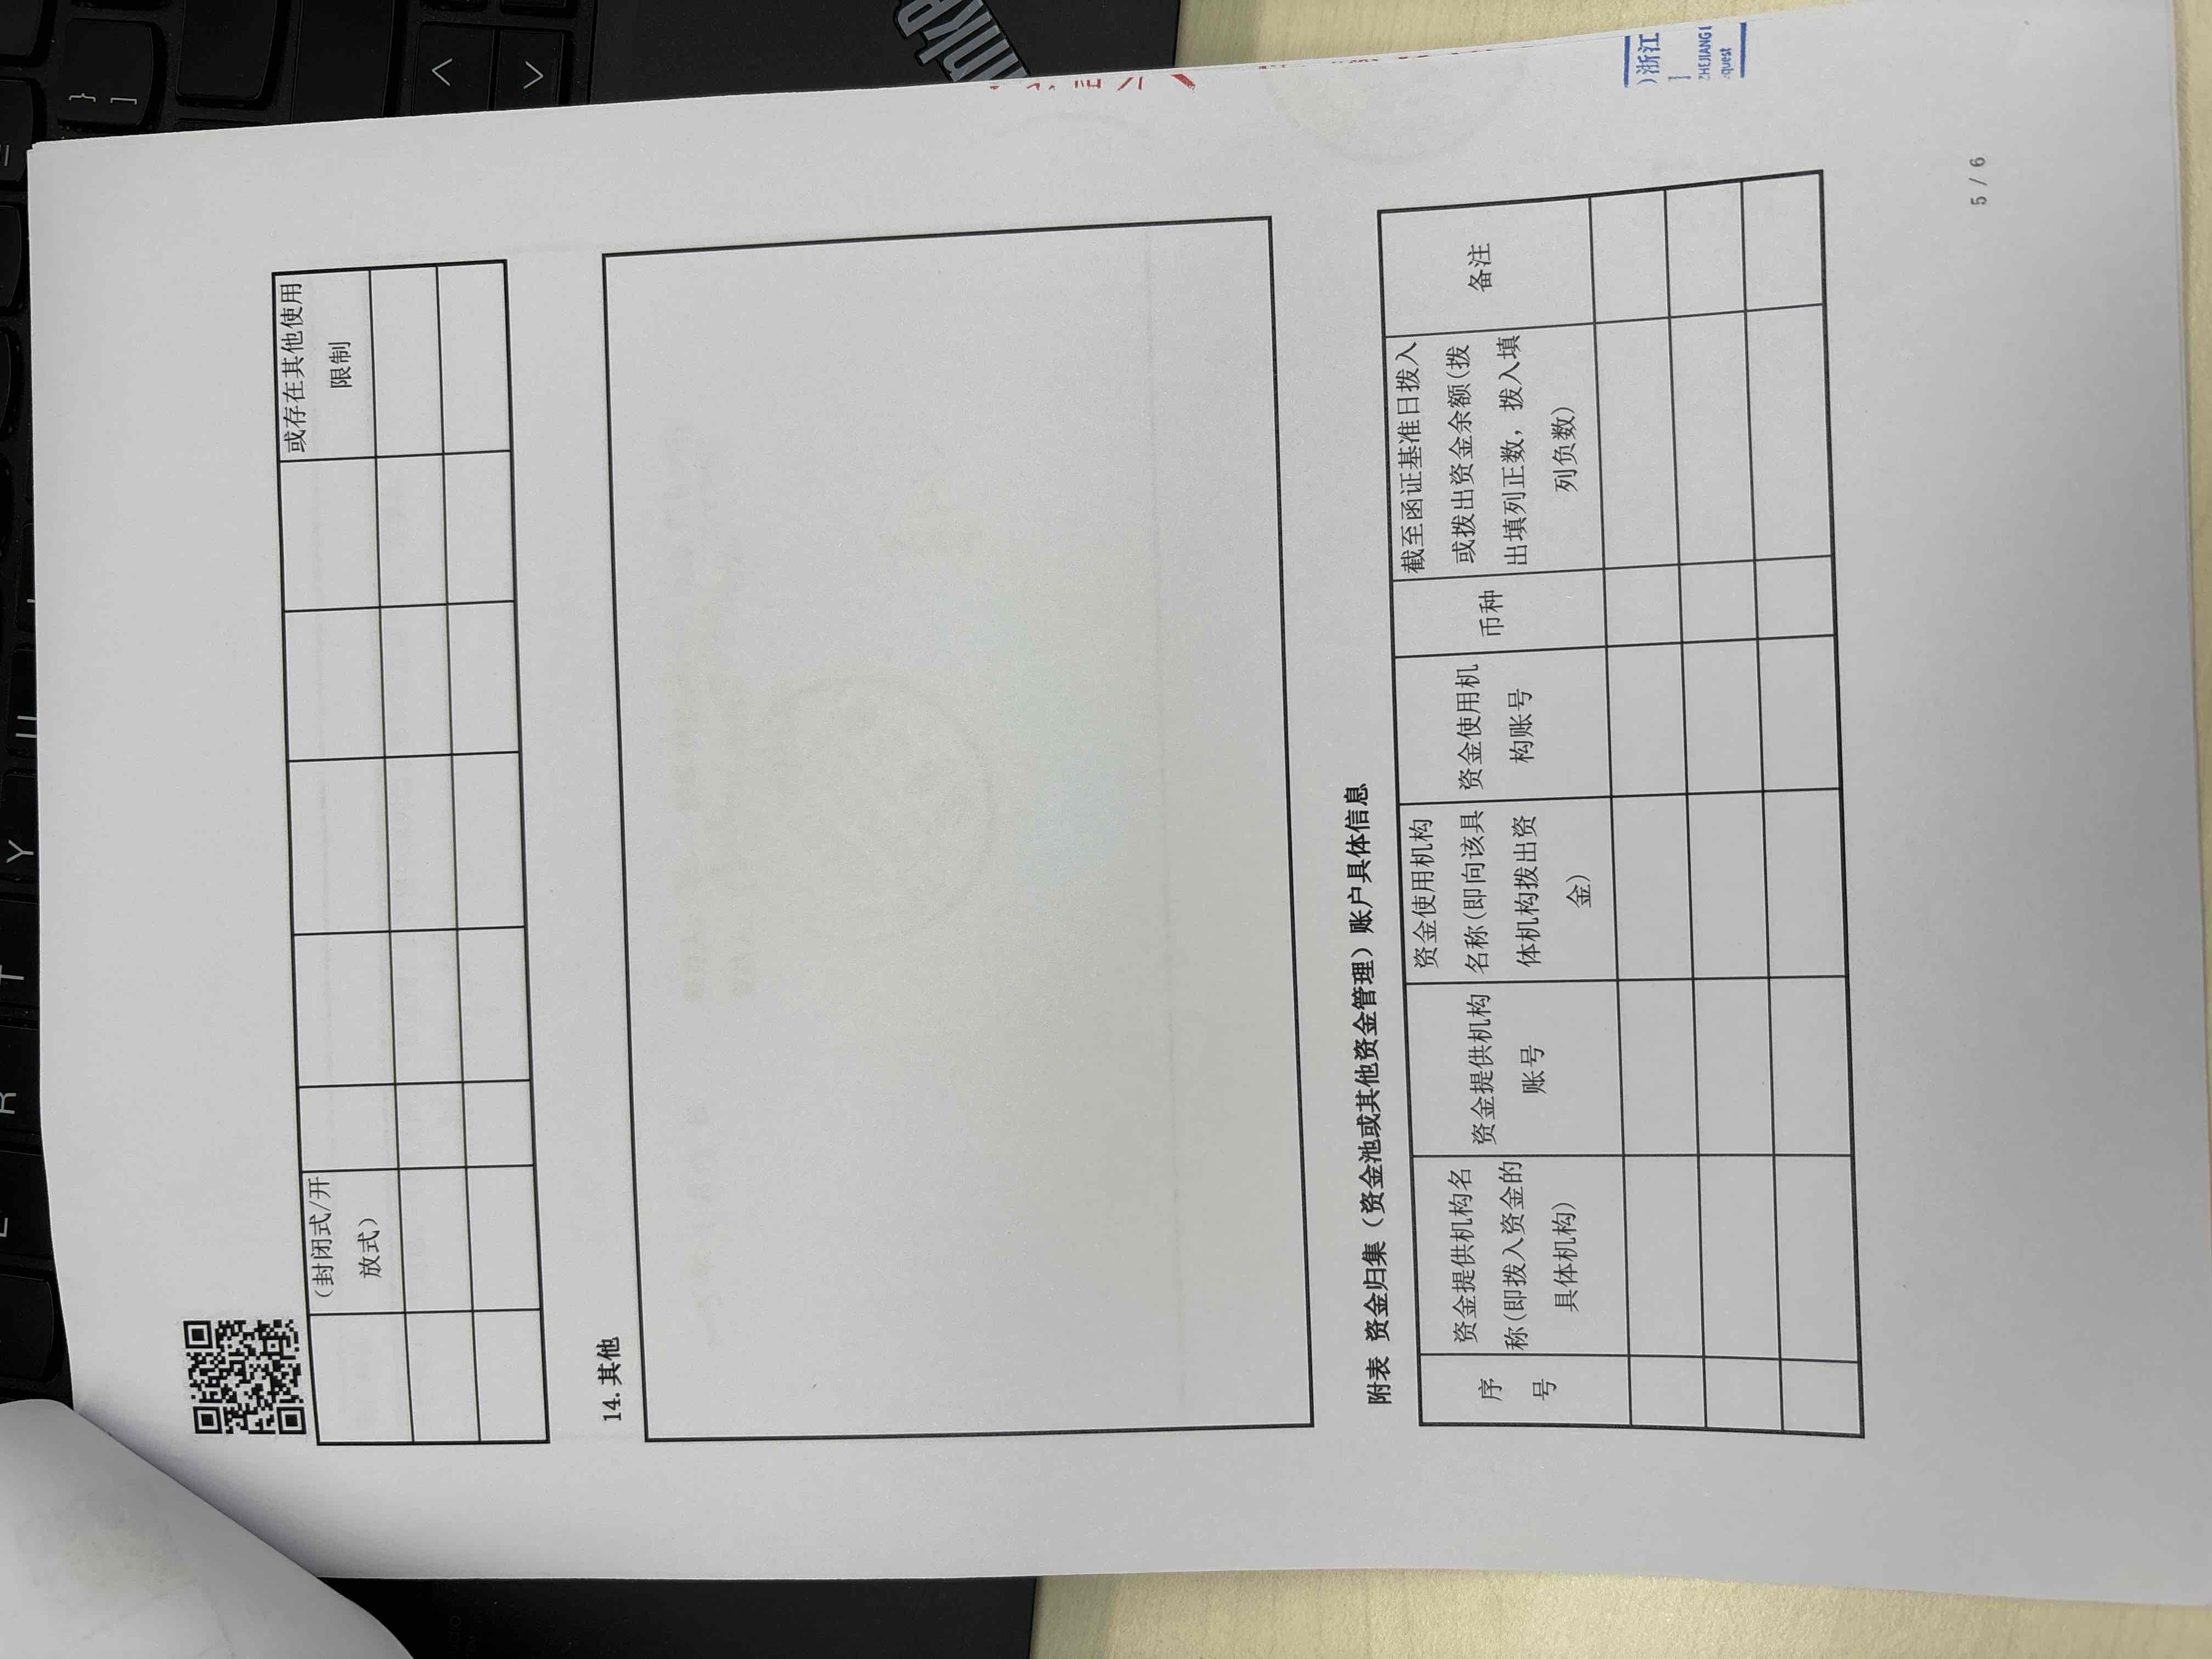 R T Y U
}
]
（封闭式/开
放式）
或存在其他使用
限制
14. 其他
附表 资金归集（资金池或其他资金管理）账户具体信息
序
号
资金提供机构名
称(即拨入资金的
具体机构)
资金提供机构
账号
资金使用机构
名称(即向该具
体机构拨出资
金)
资金使用机
构账号
币种
截至函证基准日拨入
或拨出资金余额(拨
出填列正数，拨入填
列负数)
备注
)浙江
ZHEJIANG
quest
5 / 6